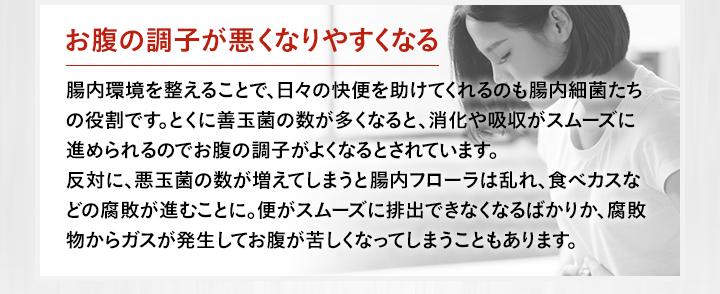 お腹の調子が悪くなりやすくなる
腸内環境を整えることで、日々の快便を助けてくれるのも腸内細菌たち
の役割です。とくに善玉菌の数が多くなると、消化や吸収がスムーズに
進められるのでお腹の調子がよくなるとされています。
反対に、悪玉菌の数が増えてしまうと腸内フローラは乱れ、食べカスな
どの腐敗が進むことに。便がスムーズに排出できなくなるばかりか、腐敗
物からガスが発生してお腹が苦しくなってしまうこともあります。